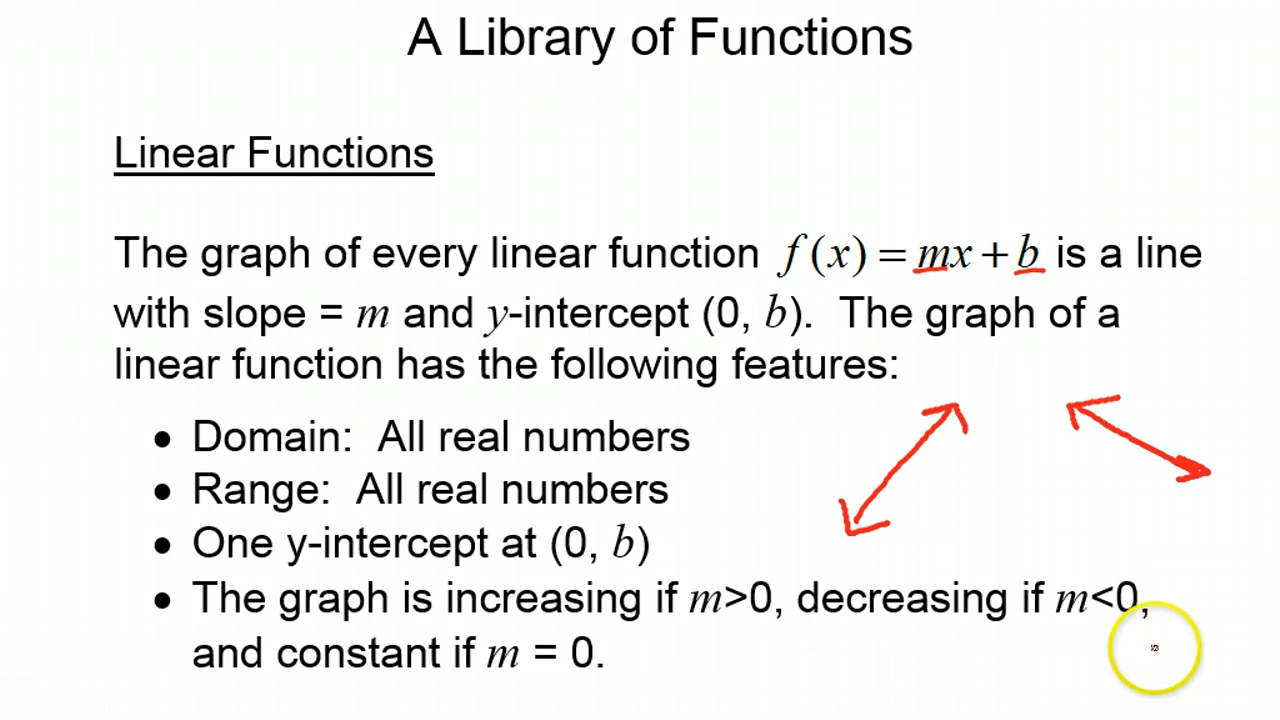 A Library of Functions
Linear Functions
The graph of every linear function f(x) = mx + b is a line
with slope = m and y-intercept (0, b). The graph of a
linear function has the following features:
• Domain: All real numbers
• Range: All real numbers
• One y-intercept at (0, b)
• The graph is increasing if m>0, decreasing if m<0,
and constant if m = 0.